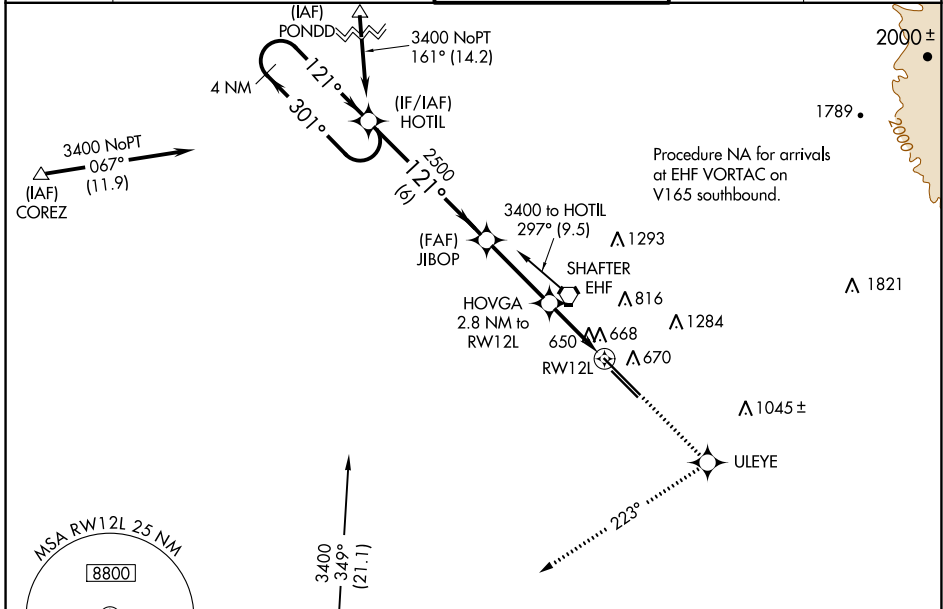 (IAF)
PONDD
3400 NoPT
161° (14.2)
2000 ±
4 NM
121°
301°
(IF/IAF)
HOTIL
1789
2000
3400 NoPT
067°
(11.9)
(IAF)
COREZ
2500
121°
(6)
Procedure NA for arrivals
at EHF VORTAC on
V165 southbound.
3400 to HOTIL
297° (9.5)
(FAF)
JIBOP
1293
SHAFTER
EHF
1821
HOVGA
2.8 NM to
RW12L
816
1284
650
668
RW12L
670
1045 ±
ULEYE
223°
3400
349°
(21.1)
MSA RW12L 25 NM
8800